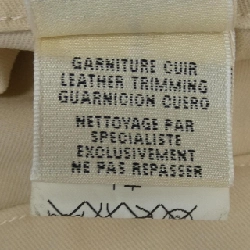 GARNITURE CUIR
LEATHER TRIMMING
GUARNICION CUERO
NETTOYAGE PAR
SPECIALISTE
EXCLUSIVEMENT
NE PAS REPASSER